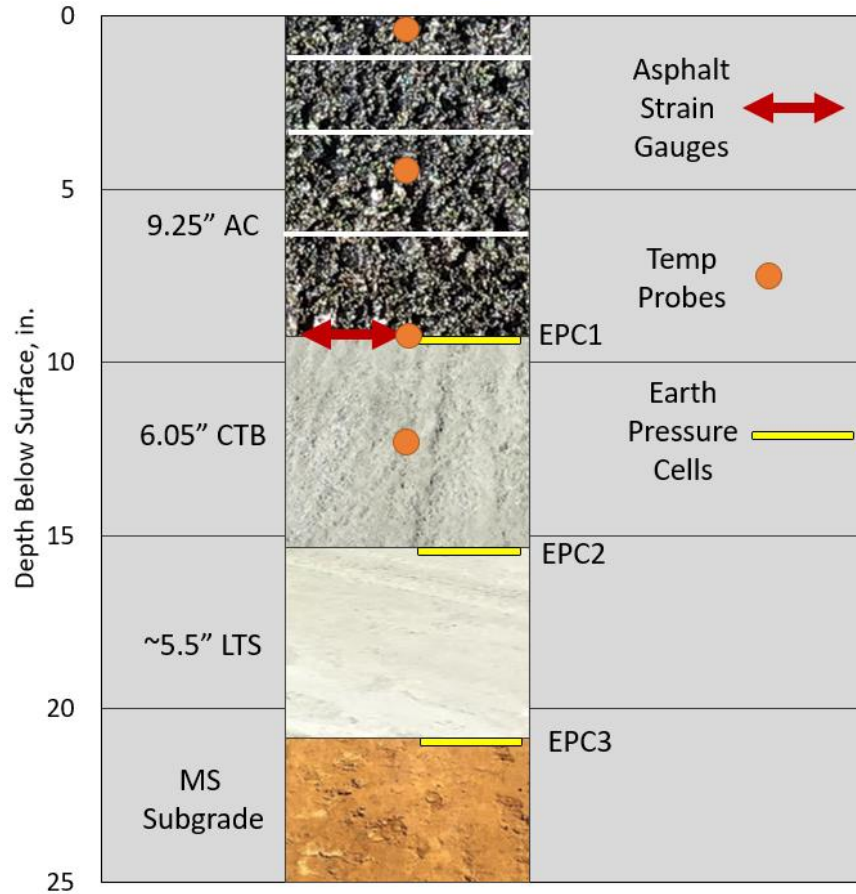 0
5
10
15
20
25
Depth Below Surface, in.
9.25” AC
6.05” CTB
~5.5” LTS
MS
Subgrade
EPC1
EPC2
EPC3
Asphalt
Strain
Gauges
Temp
Probes
Earth
Pressure
Cells